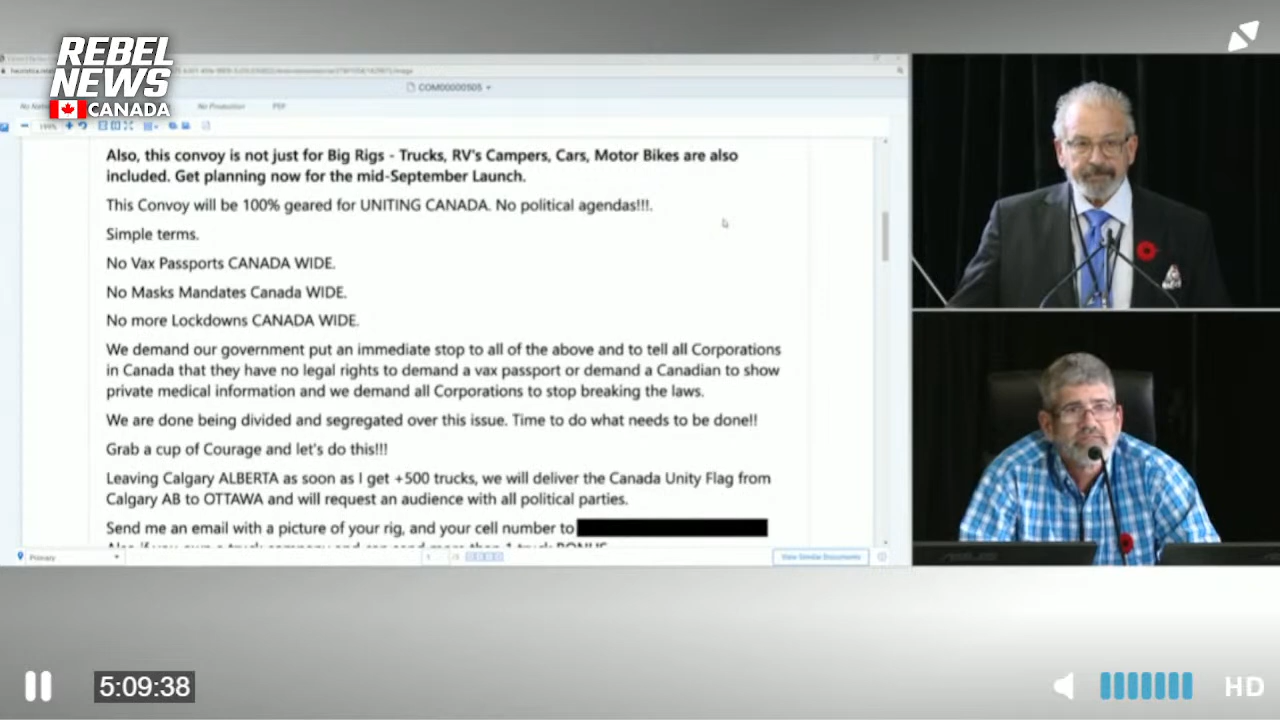 REBEL
NEWS
CANADA
COM00000505
No Production
PDF
199%
Also, this convoy is not just for Big Rigs - Trucks, RV's Campers, Cars, Motor Bikes are also
included. Get planning now for the mid-September Launch.
This Convoy will be 100% geared for UNITING CANADA. No political agendas!!!.
Simple terms.
No Vax Passports CANADA WIDE.
No Masks Mandates Canada WIDE.
No more Lockdowns CANADA WIDE.
We demand our government put an immediate stop to all of the above and to tell all Corporations
in Canada that they have no legal rights to demand a vax passport or demand a Canadian to show
private medical information and we demand all Corporations to stop breaking the laws.
We are done being divided and segregated over this issue. Time to do what needs to be done!!
Grab a cup of Courage and let's do this!!!
Leaving Calgary ALBERTA as soon as I get +500 trucks, we will deliver the Canada Unity Flag from
Calgary AB to OTTAWA and will request an audience with all political parties.
Send me an email with a picture of your rig, and your cell number to
Primary
View Similar Documents
5:09:38
HD